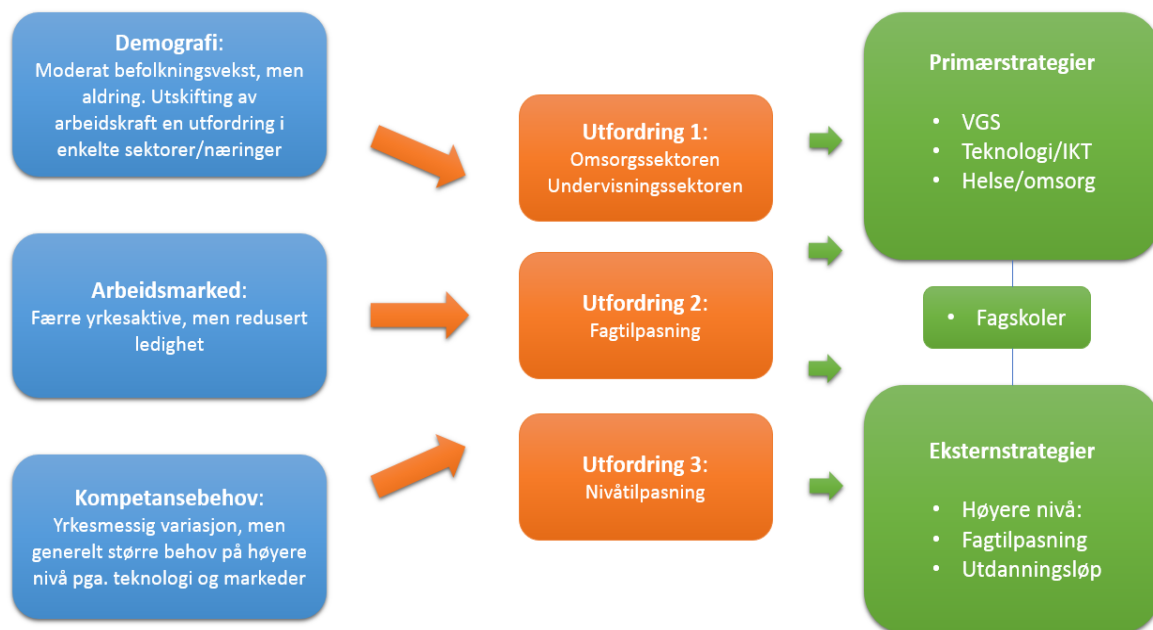 Demografi:
Moderat befolkningsvekst, men
aldring. Utskifting av
arbeidskraft en utfordring i
enkelte sektorer/næringer
Arbeidsmarked:
Færre yrkesaktive, men redusert
ledighet
Kompetansebehov:
Yrkesmessig variasjon, men
generelt større behov på høyere
nivå pga. teknologi og markeder
Utfordring 1:
Omsorgssektoren
Undervisningssektoren
Utfordring 2:
Fagtilpasning
Utfordring 3:
Nivåtilpasning
Primærstrategier
• VGS
• Teknologi/IKT
• Helse/omsorg
• Fagskoler
Eksternstrategier
• Høyere nivå:
• Fagtilpasning
• Utdanningsløp